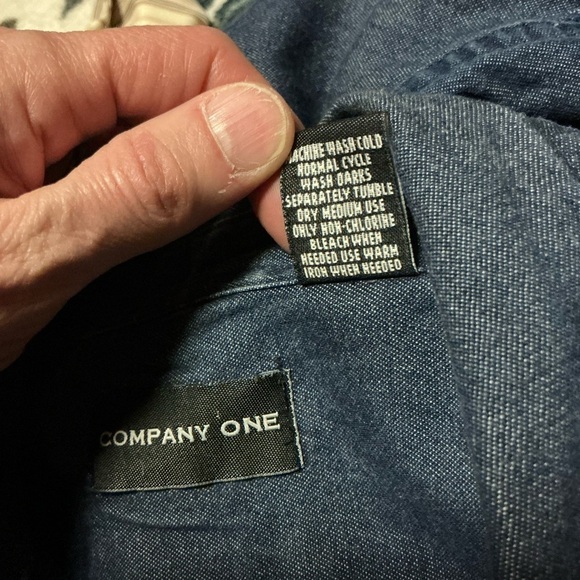 MACHINE WASH COLD
NORMAL CYCLE
WASH DARKS
SEPARATELY TUMBLE
DRY MEDIUM USE
ONLY NON-CHLORINE
BLEACH WHEN
NEEDED USE WARM
IRON WHEN NEEDED
COMPANY ONE